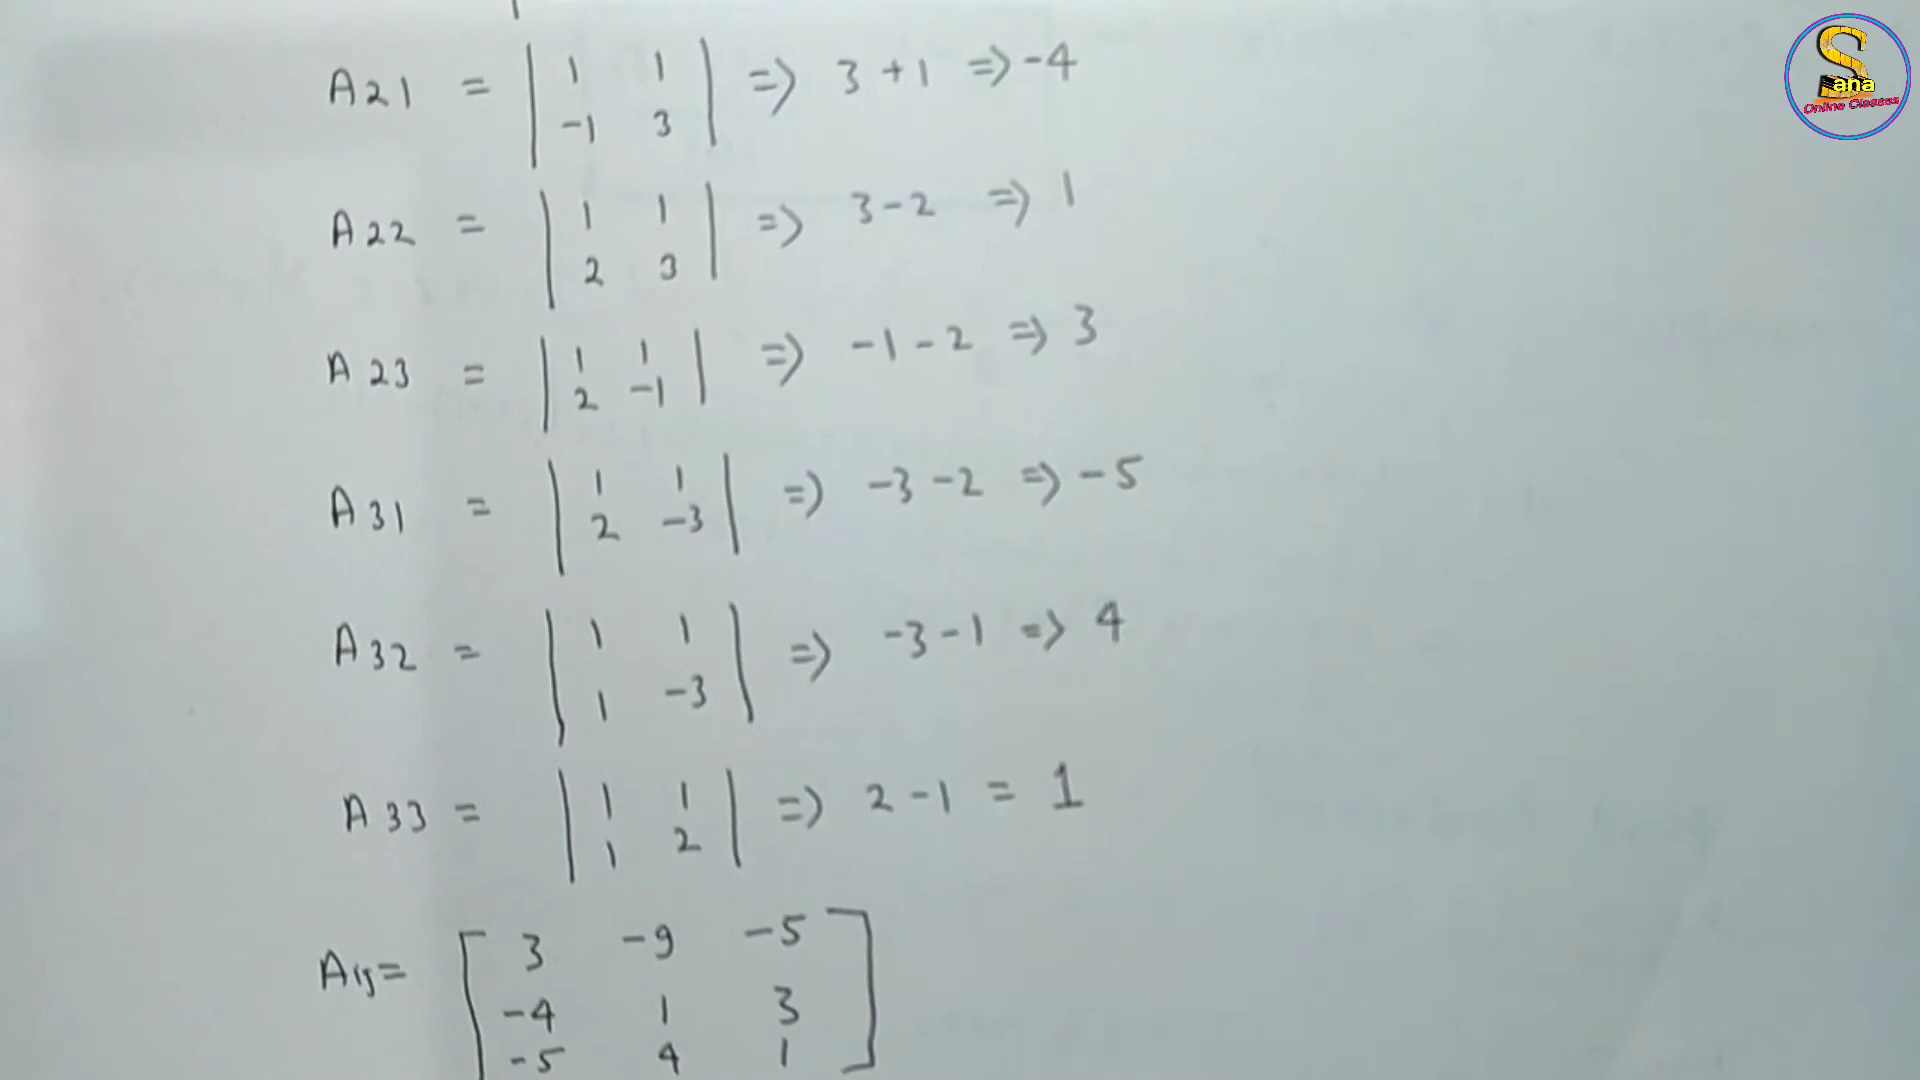 A21 = | 1 1 | => 3 + 1 => -4
-1 3
A22 = | 1 1 | => 3 - 2 => 1
2 3
A23 = | 1 1 | => -1 - 2 => 3
2 -1
A31 = | 1 1 | => -3 - 2 => -5
2 -3
A32 = | 1 1 | => -3 - 1 => 4
1 -3
A33 = | 1 1 | => 2 - 1 = 1
1 2
Aij = [ 3 -9 -5 ]
-4 1 3
-5 4 1
Sana
Online Classes